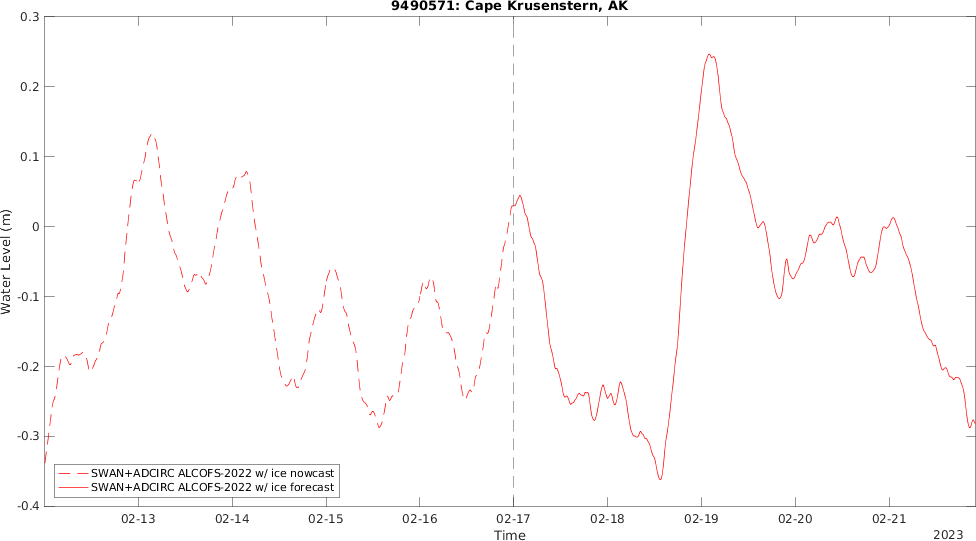 9490571: Cape Krusenstern, AK
0.3
0.2
0.1
0
-0.1
-0.2
-0.3
-0.4
Water Level (m)
SWAN+ADCIRC ALCOFS-2022 w/ ice nowcast
SWAN+ADCIRC ALCOFS-2022 w/ ice forecast
02-13 02-14 02-15 02-16 02-17 02-18 02-19 02-20 02-21
Time
2023